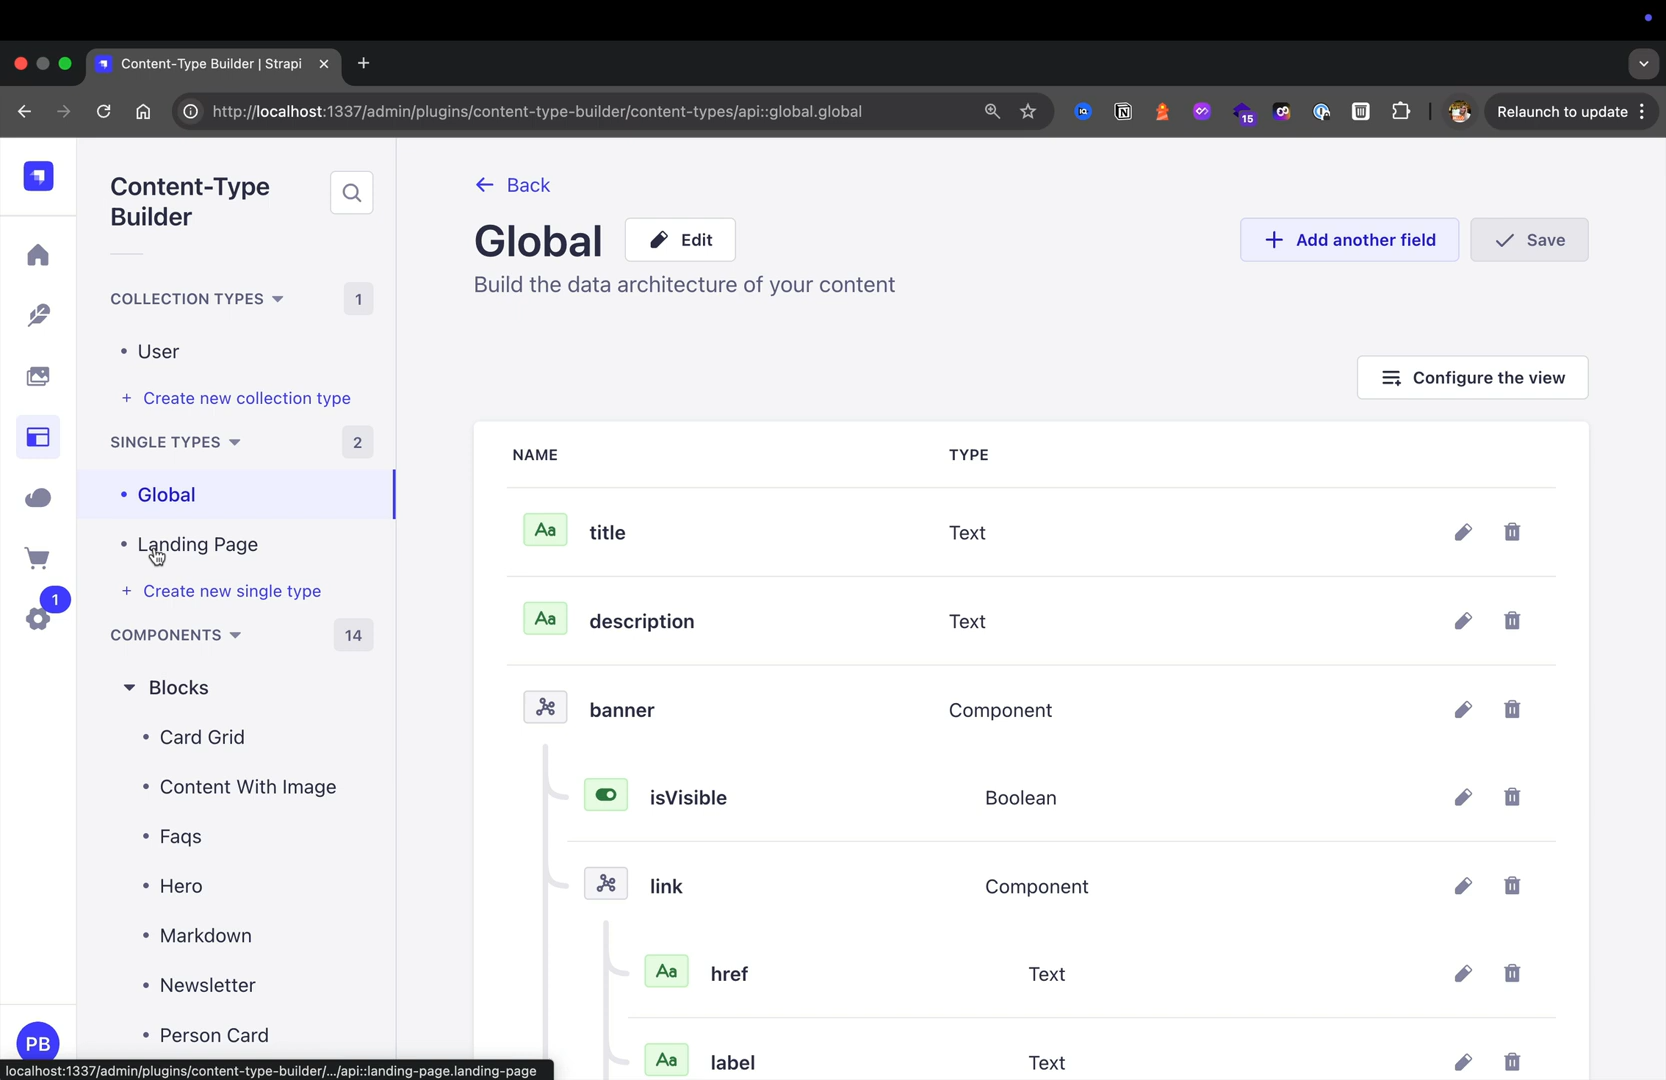 Content-Type Builder | Strapi
http://localhost:1337/admin/plugins/content-type-builder/content-types/api::global.global
15
Relaunch to update
Content-Type
Builder
COLLECTION TYPES
1
User
+ Create new collection type
SINGLE TYPES
2
Global
Landing Page
+ Create new single type
1
COMPONENTS
14
Blocks
Card Grid
Content With Image
Faqs
Hero
Markdown
Newsletter
Person Card
PB
localhost:1337/admin/plugins/content-type-builder/.../api::landing-page.landing-page
Back
Global
Edit
Add another field
Save
Build the data architecture of your content
Configure the view
NAME TYPE
Aa title Text
Aa description Text
banner Component
isVisible Boolean
link Component
Aa href Text
Aa label Text